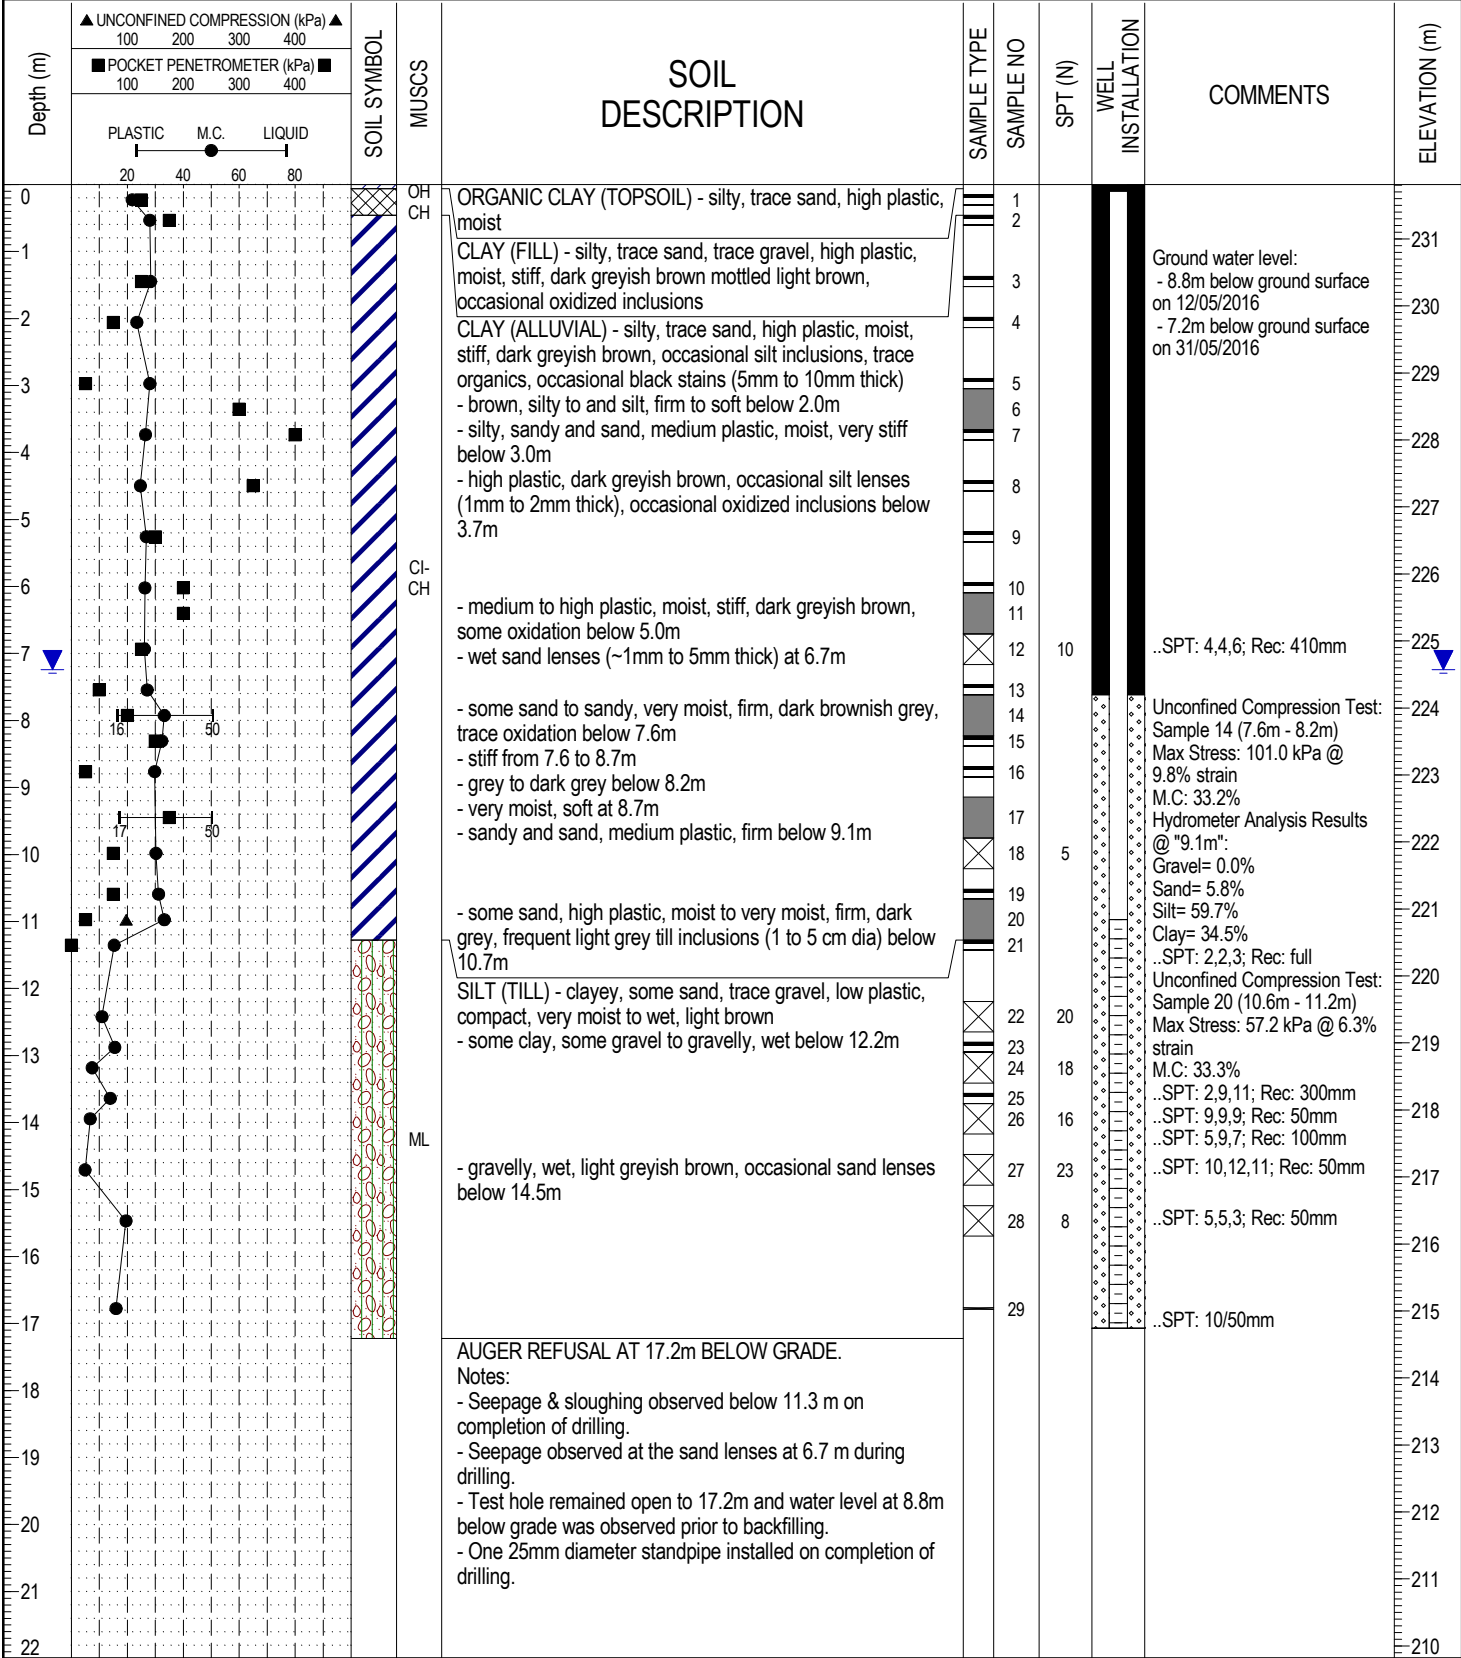 ▲ UNCONFINED COMPRESSION (kPa) ▲
100 200 300 400
■ POCKET PENETROMETER (kPa) ■
100 200 300 400
PLASTIC M.C. LIQUID
20 40 60 80
Depth (m)
SOIL SYMBOL
MUSCS
SOIL
DESCRIPTION
SAMPLE TYPE
SAMPLE NO
SPT (N)
WELL
INSTALLATION
COMMENTS
ELEVATION (m)
0
1
2
3
4
5
6
7
8
9
10
11
12
13
14
15
16
17
18
19
20
21
22
16 50
17 50
OH
CH
CI-
CH
ML
ORGANIC CLAY (TOPSOIL) - silty, trace sand, high plastic,
moist
CLAY (FILL) - silty, trace sand, trace gravel, high plastic,
moist, stiff, dark greyish brown mottled light brown,
occasional oxidized inclusions
CLAY (ALLUVIAL) - silty, trace sand, high plastic, moist,
stiff, dark greyish brown, occasional silt inclusions, trace
organics, occasional black stains (5mm to 10mm thick)
- brown, silty to and silt, firm to soft below 2.0m
- silty, sandy and sand, medium plastic, moist, very stiff
below 3.0m
- high plastic, dark greyish brown, occasional silt lenses
(1mm to 2mm thick), occasional oxidized inclusions below
3.7m
- medium to high plastic, moist, stiff, dark greyish brown,
some oxidation below 5.0m
- wet sand lenses (~1mm to 5mm thick) at 6.7m
- some sand to sandy, very moist, firm, dark brownish grey,
trace oxidation below 7.6m
- stiff from 7.6 to 8.7m
- grey to dark grey below 8.2m
- very moist, soft at 8.7m
- sandy and sand, medium plastic, firm below 9.1m
- some sand, high plastic, moist to very moist, firm, dark
grey, frequent light grey till inclusions (1 to 5 cm dia) below
10.7m
SILT (TILL) - clayey, some sand, trace gravel, low plastic,
compact, very moist to wet, light brown
- some clay, some gravel to gravelly, wet below 12.2m
- gravelly, wet, light greyish brown, occasional sand lenses
below 14.5m
AUGER REFUSAL AT 17.2m BELOW GRADE.
Notes:
- Seepage & sloughing observed below 11.3 m on
completion of drilling.
- Seepage observed at the sand lenses at 6.7 m during
drilling.
- Test hole remained open to 17.2m and water level at 8.8m
below grade was observed prior to backfilling.
- One 25mm diameter standpipe installed on completion of
drilling.
1
2
3
4
5
6
7
8
9
10
11
12 10
13
14
15
16
17
18 5
19
20
21
22 20
23
24 18
25
26 16
27 23
28 8
29
Ground water level:
- 8.8m below ground surface
on 12/05/2016
- 7.2m below ground surface
on 31/05/2016
..SPT: 4,4,6; Rec: 410mm
Unconfined Compression Test:
Sample 14 (7.6m - 8.2m)
Max Stress: 101.0 kPa @
9.8% strain
M.C: 33.2%
Hydrometer Analysis Results
@ "9.1m":
Gravel= 0.0%
Sand= 5.8%
Silt= 59.7%
Clay= 34.5%
..SPT: 2,2,3; Rec: full
Unconfined Compression Test:
Sample 20 (10.6m - 11.2m)
Max Stress: 57.2 kPa @ 6.3%
strain
M.C: 33.3%
..SPT: 2,9,11; Rec: 300mm
..SPT: 9,9,9; Rec: 50mm
..SPT: 5,9,7; Rec: 100mm
..SPT: 10,12,11; Rec: 50mm
..SPT: 5,5,3; Rec: 50mm
..SPT: 10/50mm
231
230
229
228
227
226
225
224
223
222
221
220
219
218
217
216
215
214
213
212
211
210